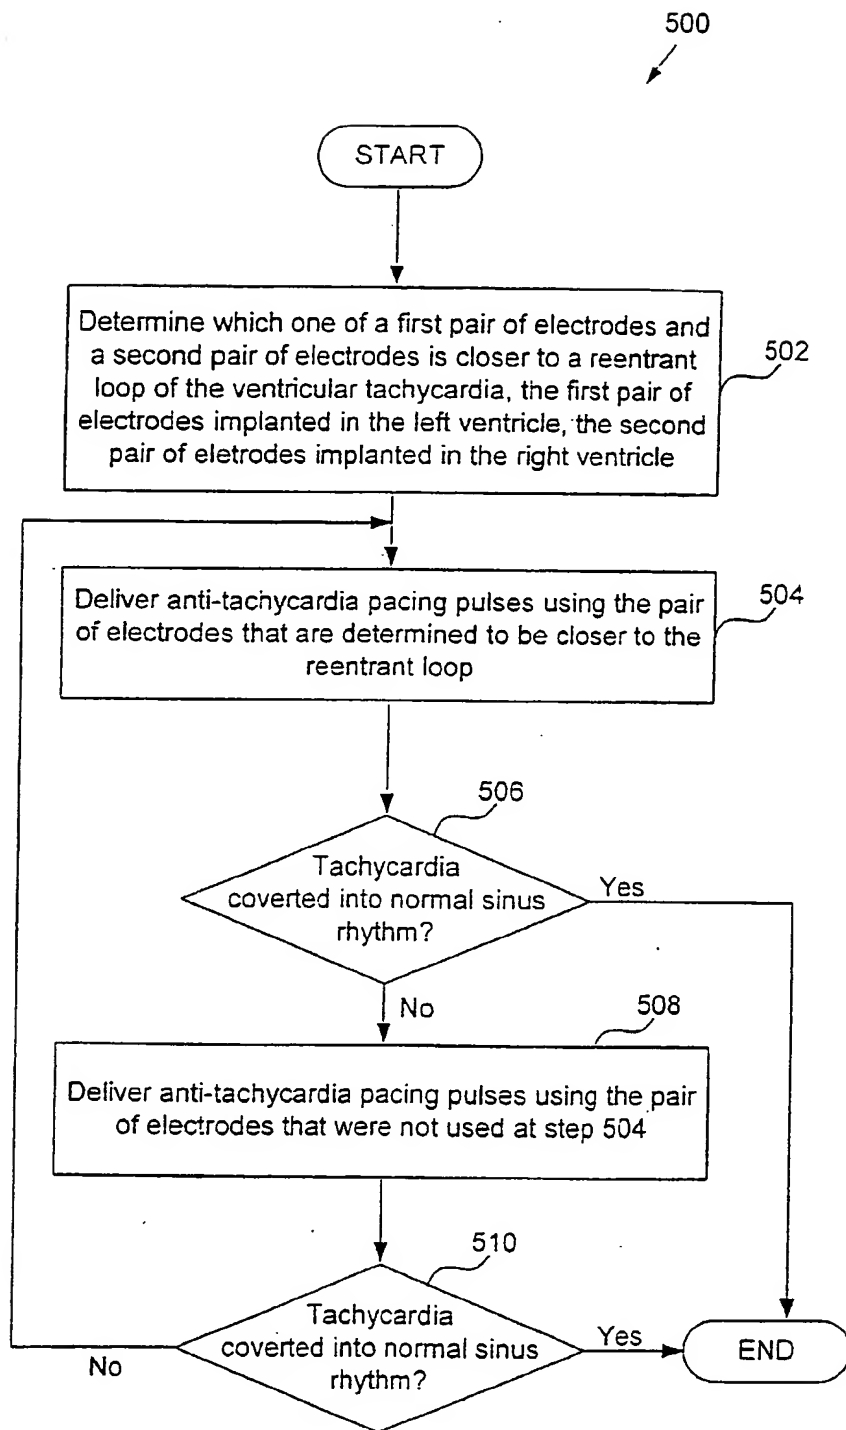 500
START
Determine which one of a first pair of electrodes and
a second pair of electrodes is closer to a reentrant
loop of the ventricular tachycardia, the first pair of
electrodes implanted in the left ventricle, the second
pair of eletrodes implanted in the right ventricle
502
Deliver anti-tachycardia pacing pulses using the pair
of electrodes that are determined to be closer to the
reentrant loop
504
506
Tachycardia
coverted into normal sinus
rhythm?
Yes
No
508
Deliver anti-tachycardia pacing pulses using the pair
of electrodes that were not used at step 504
510
Tachycardia
coverted into normal sinus
rhythm?
Yes
No
END